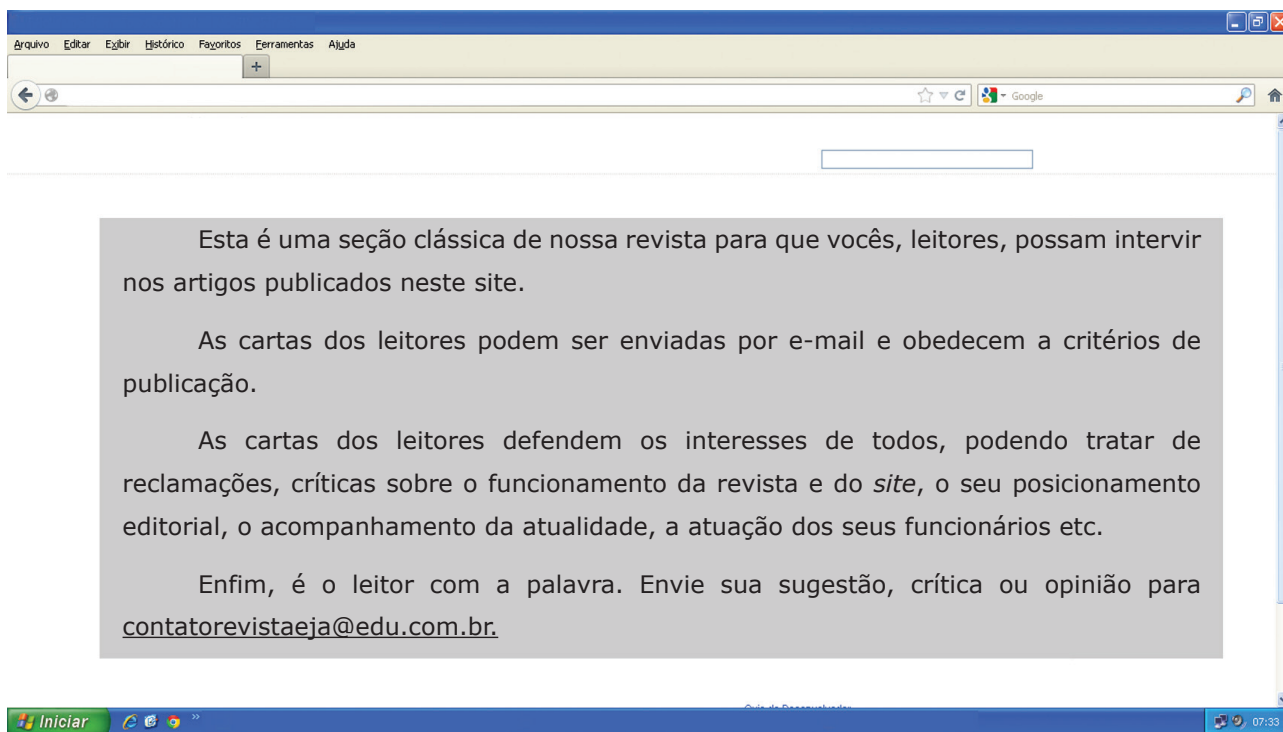 Arquivo Editar Exibir Histórico Favoritos Ferramentas Ajuda
+
Google
Esta é uma seção clássica de nossa revista para que vocês, leitores, possam intervir
nos artigos publicados neste site.
As cartas dos leitores podem ser enviadas por e-mail e obedecem a critérios de
publicação.
As cartas dos leitores defendem os interesses de todos, podendo tratar de
reclamações, críticas sobre o funcionamento da revista e do site, o seu posicionamento
editorial, o acompanhamento da atualidade, a atuação dos seus funcionários etc.
Enfim, é o leitor com a palavra. Envie sua sugestão, crítica ou opinião para
contatorevistaeja@edu.com.br.
Iniciar
07:33